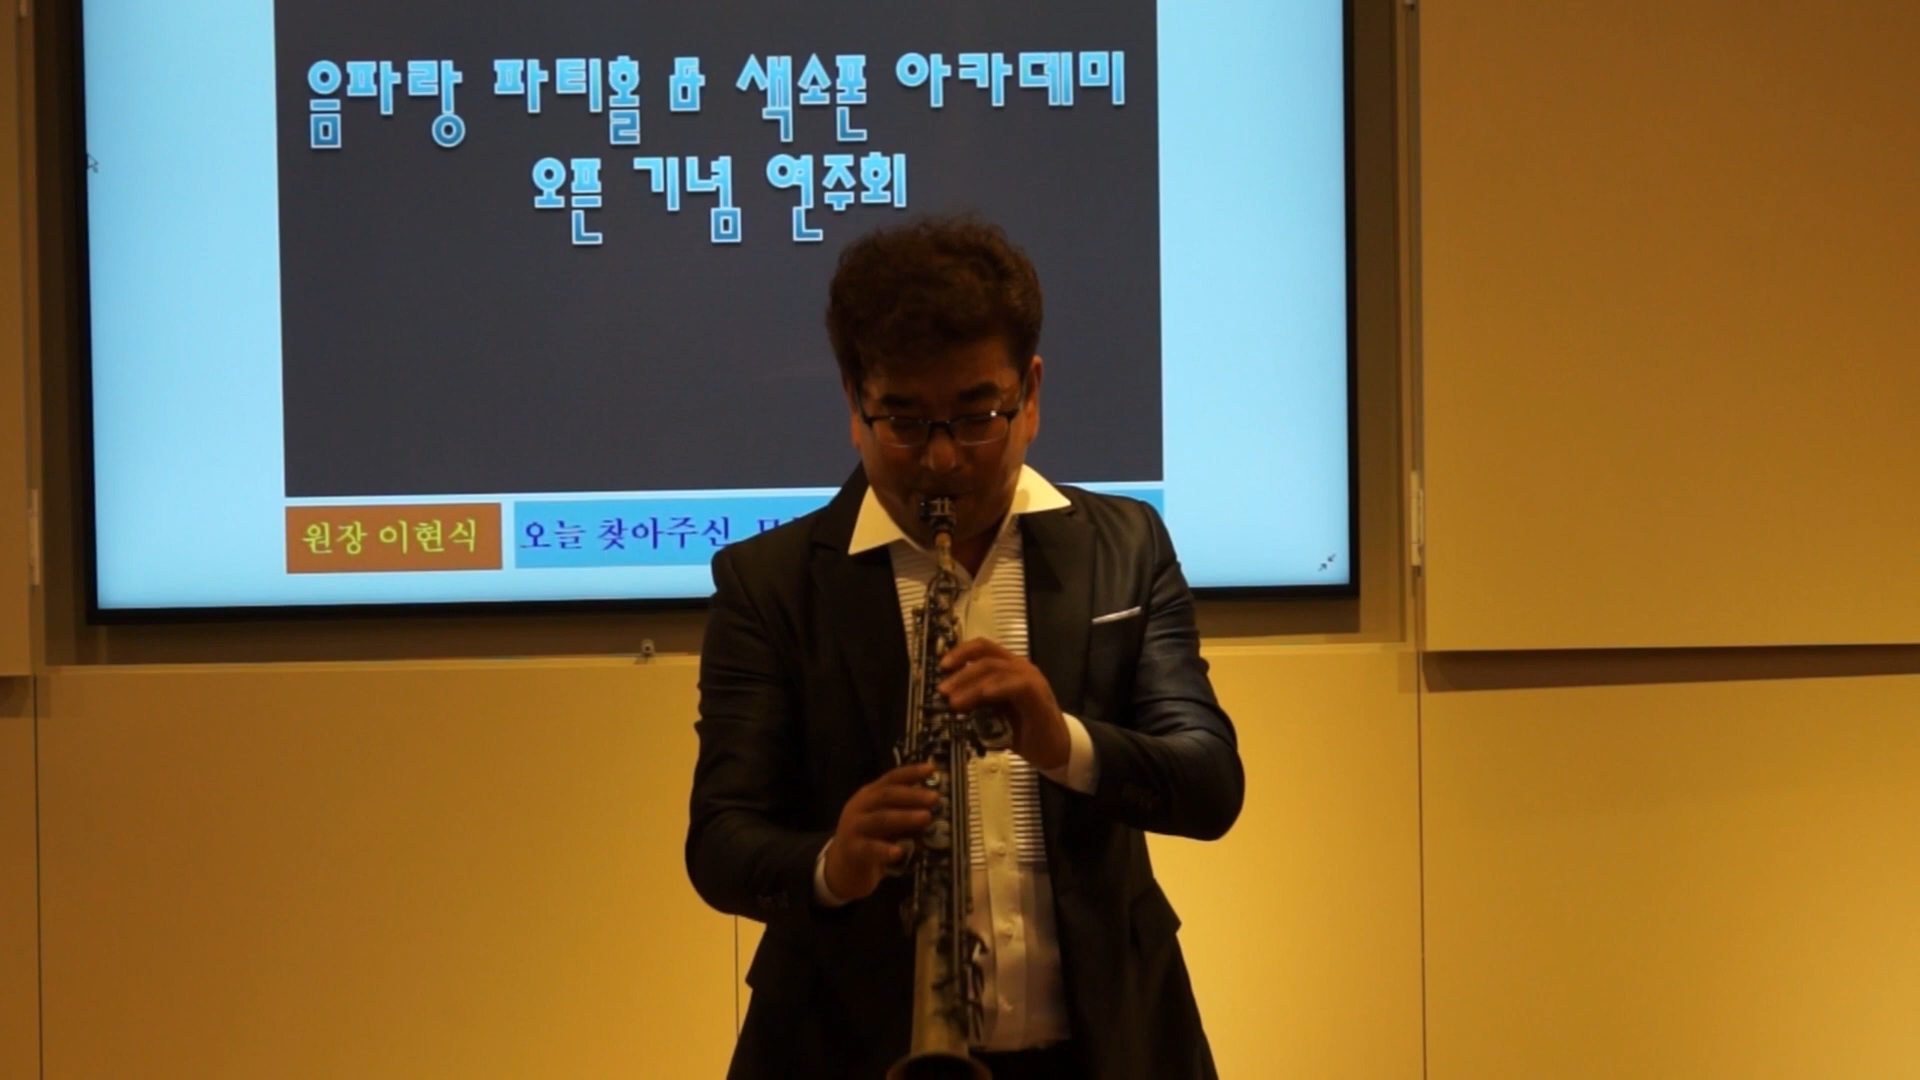 음파랑 파티홀 & 색소폰 아카데미
오픈 기념 연주회
원장 이현식
오늘 찾아주신